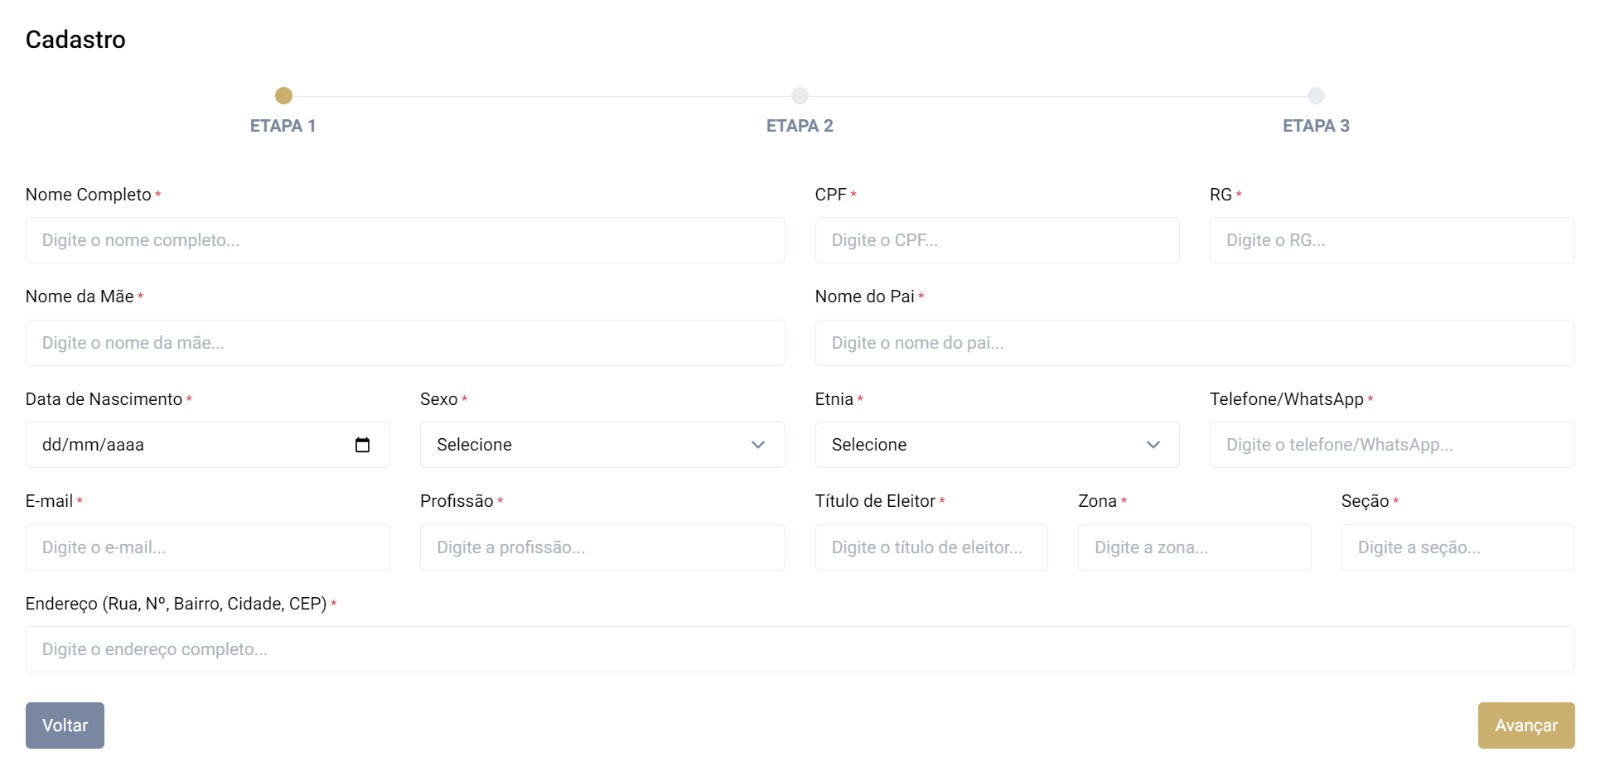 Cadastro
ETAPA 1 ETAPA 2 ETAPA 3
Nome Completo * CPF * RG *
Digite o nome completo... Digite o CPF... Digite o RG...
Nome da Mãe * Nome do Pai *
Digite o nome da mãe... Digite o nome do pai...
Data de Nascimento * Sexo * Etnia * Telefone/WhatsApp *
dd/mm/aaaa Selecione Selecione Digite o telefone/WhatsApp...
E-mail * Profissão * Título de Eleitor * Zona * Seção *
Digite o e-mail... Digite a profissão... Digite o título de eleitor... Digite a zona... Digite a seção...
Endereço (Rua, Nº, Bairro, Cidade, CEP) *
Digite o endereço completo...
Voltar Avançar